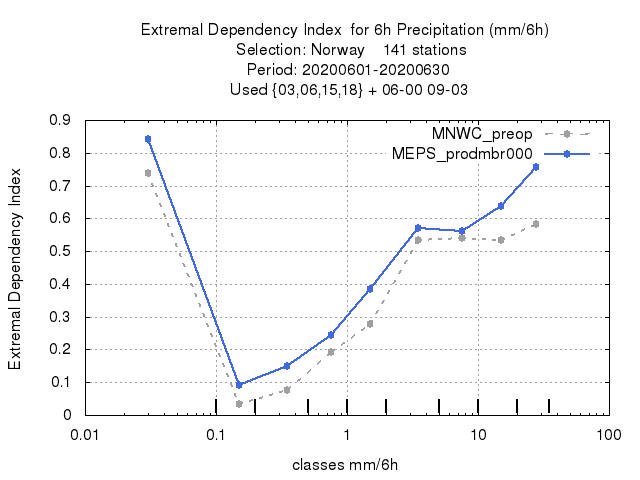 Extremal Dependency Index  for 6h Precipitation (mm/6h)
Selection: Norway    141 stations
Period: 20200601-20200630
Used {03,06,15,18} + 06-00 09-03
MNWC_preop
MEPS_prodmbr000
Extremal Dependency Index
0.9
0.8
0.7
0.6
0.5
0.4
0.3
0.2
0.1
0
0.01
0.1
1
10
100
classes mm/6h